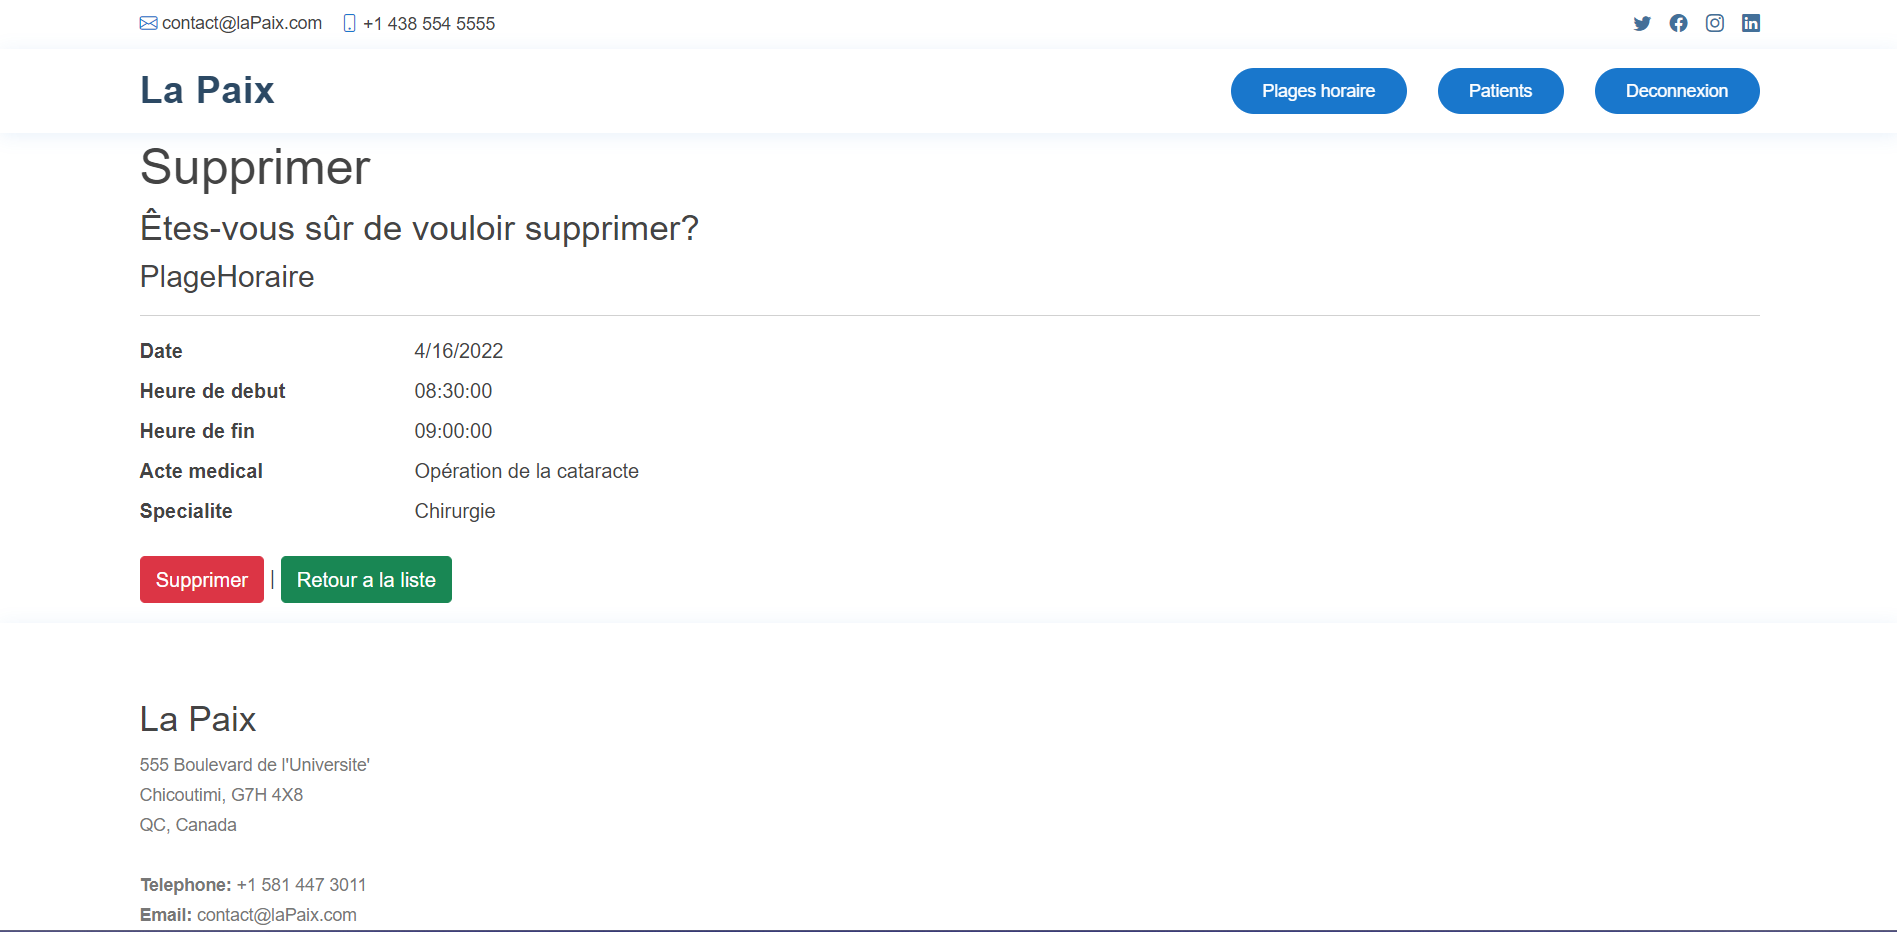 contact@laPaix.com +1 438 554 5555
La Paix Plages horaire Patients Deconnexion
Supprimer
Êtes-vous sûr de vouloir supprimer?
PlageHoraire
Date 4/16/2022
Heure de debut 08:30:00
Heure de fin 09:00:00
Acte medical Opération de la cataracte
Specialite Chirurgie
Supprimer | Retour a la liste
La Paix
555 Boulevard de l'Universite'
Chicoutimi, G7H 4X8
QC, Canada
Telephone: +1 581 447 3011
Email: contact@laPaix.com